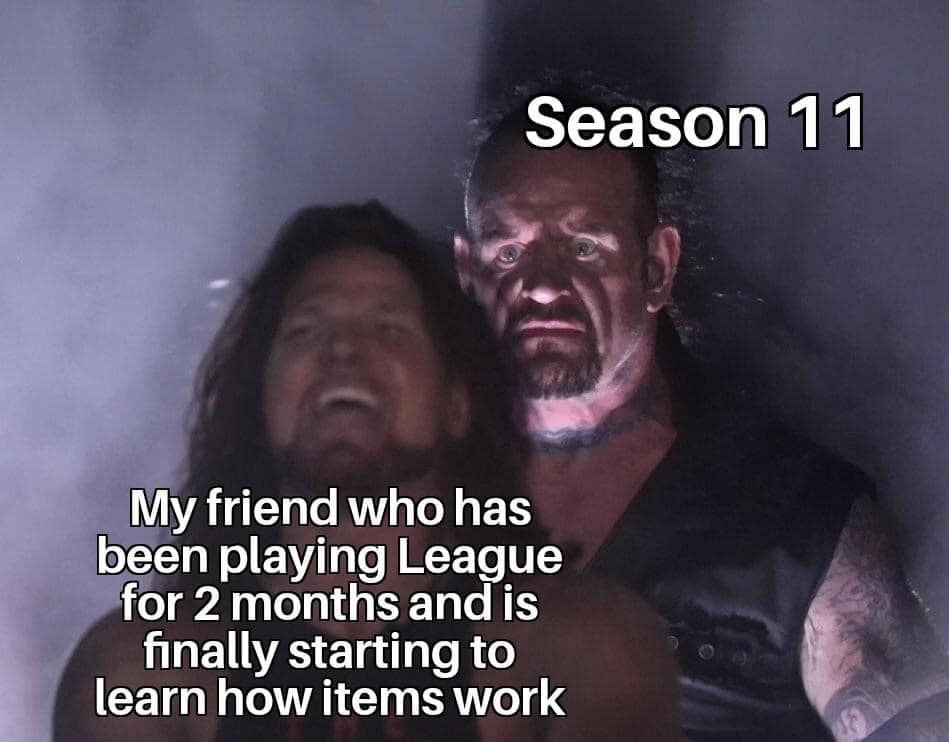 Season 11
My friend who has
been playing League
for 2 months and is
finally starting to
learn how items work